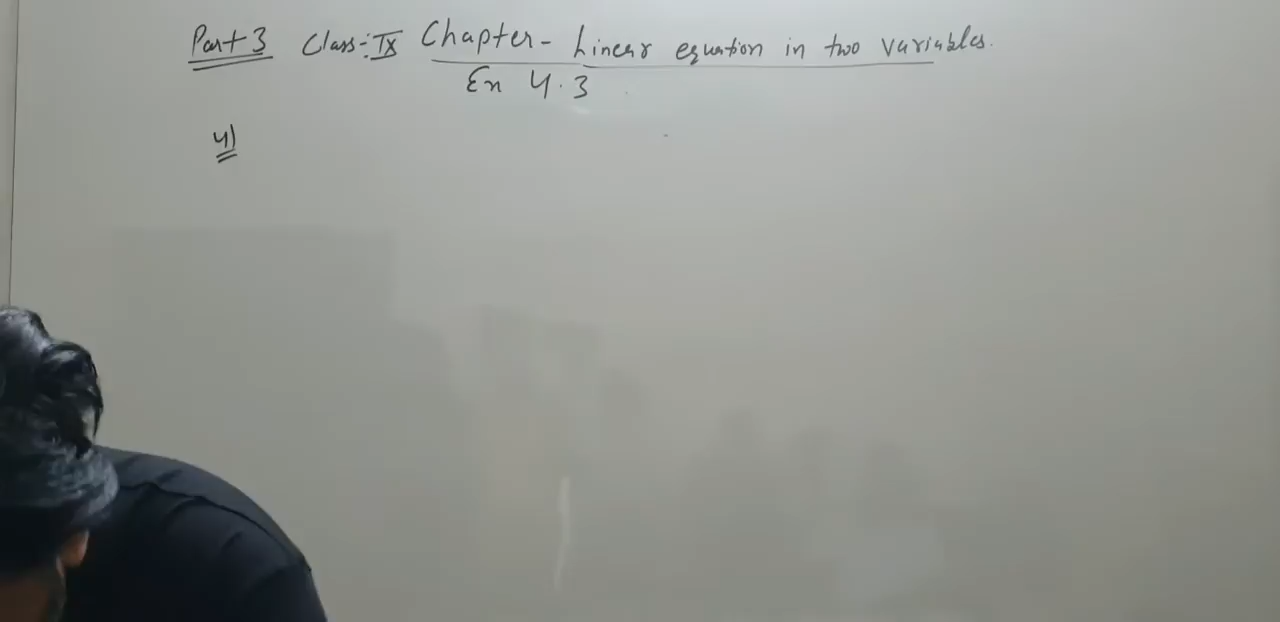 Part 3 Class:- IX Chapter- Linear equation in two variables.
Ex 4.3
4)